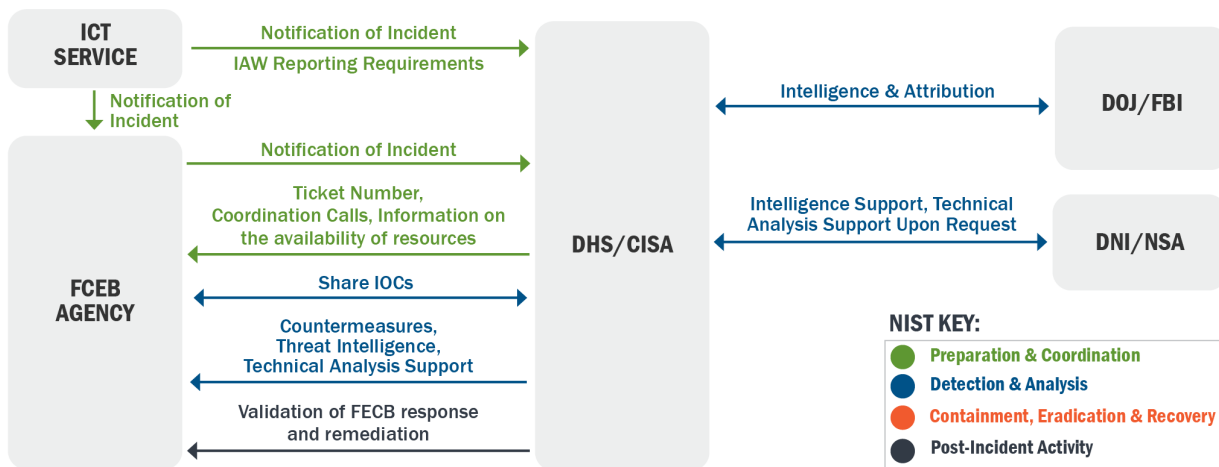 ICT
SERVICE
Notification of Incident
IAW Reporting Requirements
Notification of
Incident
FCEB
AGENCY
Notification of Incident
Ticket Number,
Coordination Calls, Information on
the availability of resources
Share IOCs
Countermeasures,
Threat Intelligence,
Technical Analysis Support
Validation of FECB response
and remediation
DHS/CISA
Intelligence & Attribution
DOJ/FBI
Intelligence Support, Technical
Analysis Support Upon Request
DNI/NSA
NIST KEY:
Preparation & Coordination
Detection & Analysis
Containment, Eradication & Recovery
Post-Incident Activity